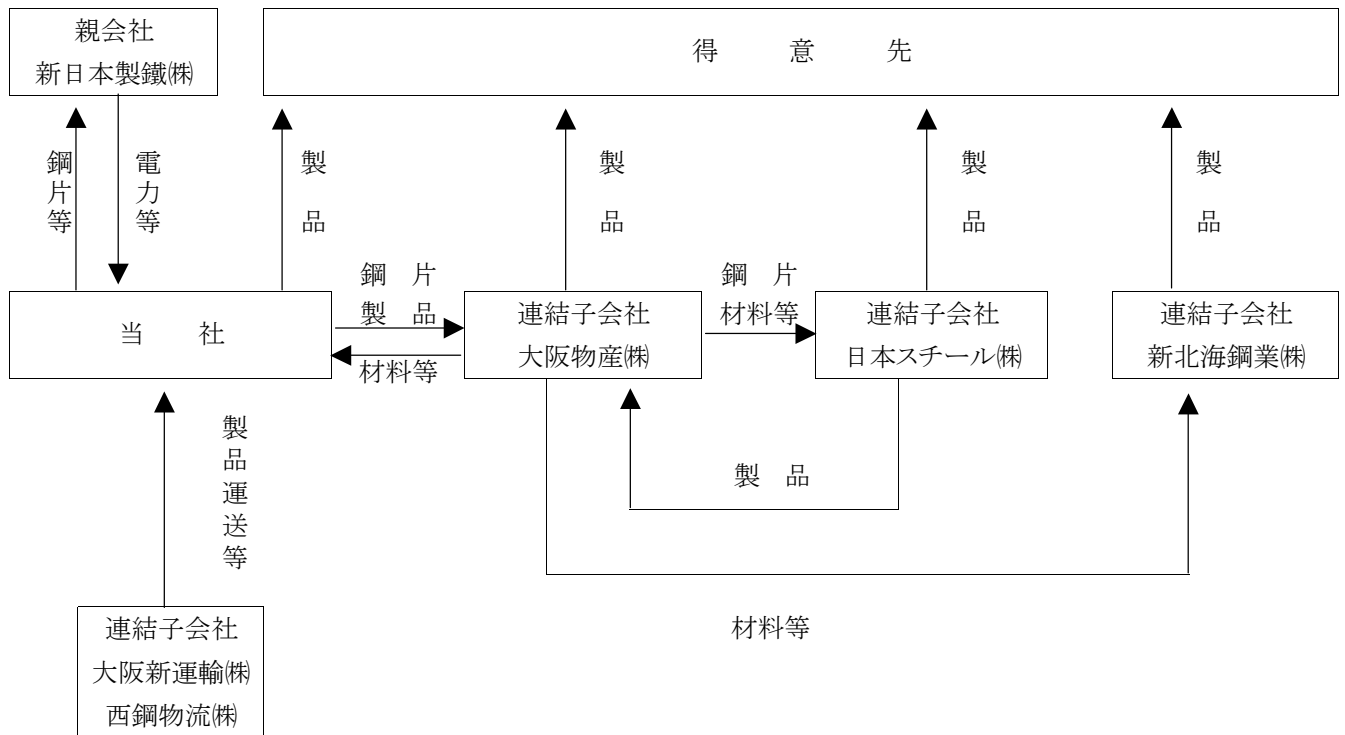 親会社
新日本製鐵㈱
得 意 先
鋼片等
電力等
製品
製品
製品
製品
鋼 片
製 品
材料等
鋼 片
材料等
当 社
連結子会社
大阪物産㈱
連結子会社
日本スチール㈱
連結子会社
新北海鋼業㈱
製品運送等
製 品
材料等
連結子会社
大阪新運輸㈱
西鋼物流㈱